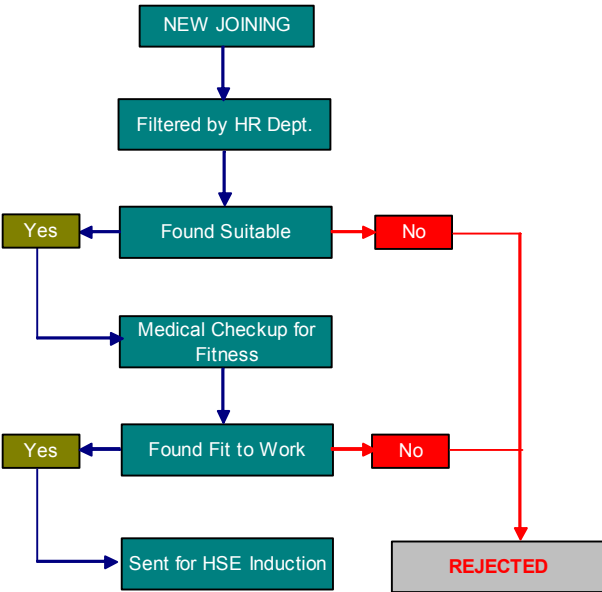 NEW JOINING
Filtered by HR Dept.
Yes
Found Suitable
No
Medical Checkup for
Fitness
Yes
Found Fit to Work
No
Sent for HSE Induction
REJECTED